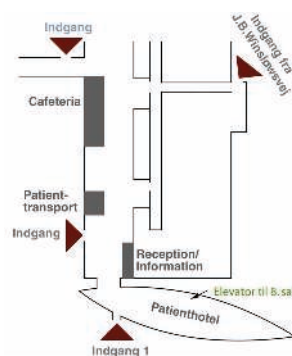 Indgang
Indgang fra
J.B Winsløwsvej
Cafeteria
Patient-
transport
Indgang
Reception/
Information
Elevator til B.sa
Patienthotel
Indgang 1